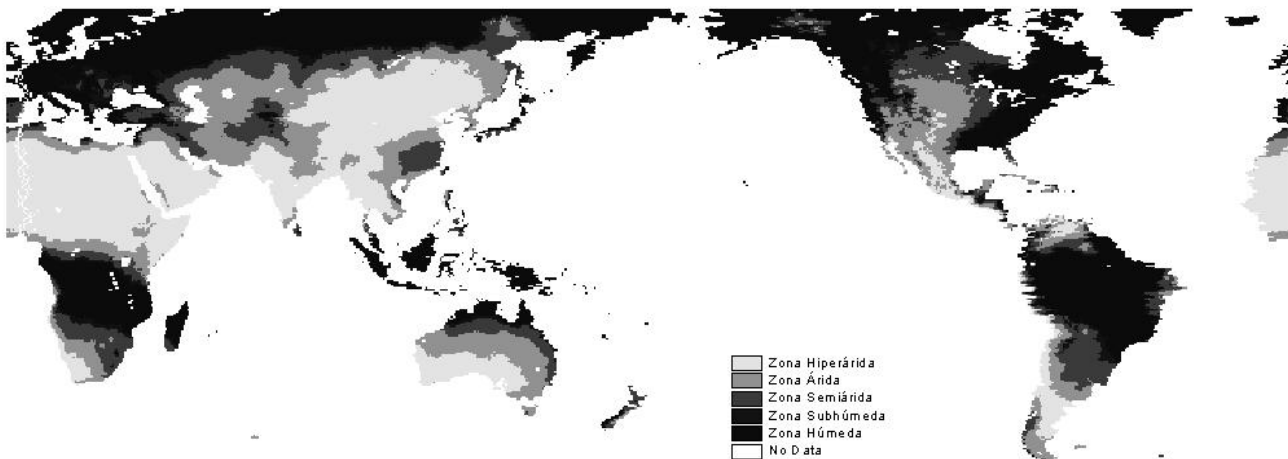 Zona Hiperárida
Zona Árida
Zona Semiárida
Zona Subhúmeda
Zona Húmeda
No Data